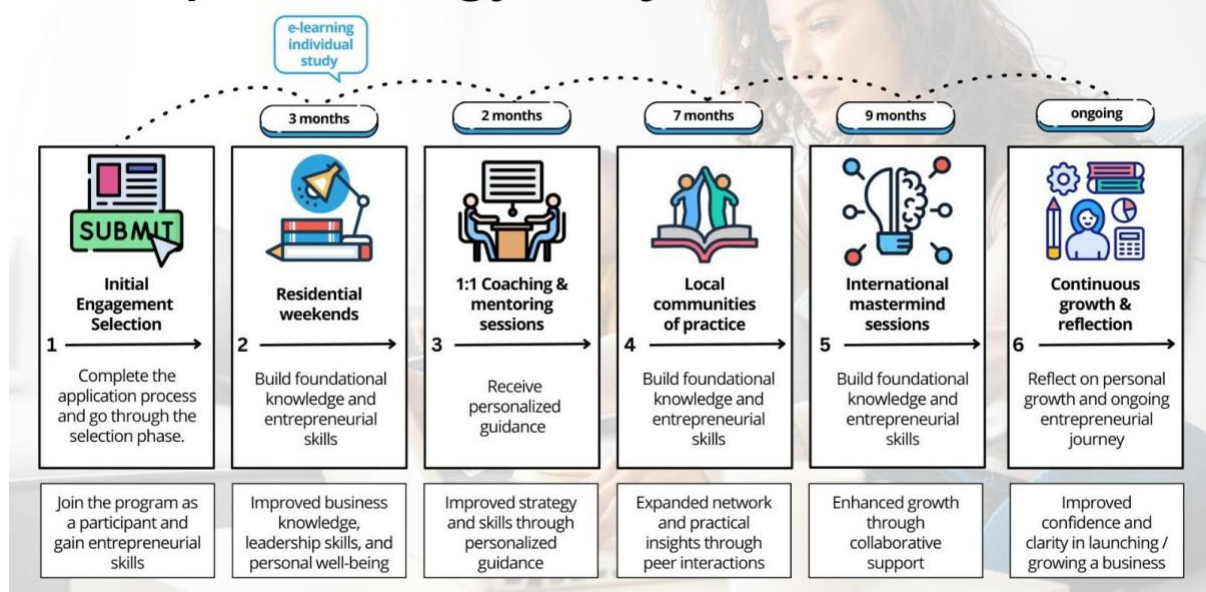 e-learning
individual
study
3 months
2 months
7 months
9 months
ongoing
SUBMIT
Initial
Engagement
Selection
1
Complete the
application process
and go through the
selection phase.
Join the program as
a participant and
gain entrepreneurial
skills
Residential
weekends
2
Build foundational
knowledge and
entrepreneurial
skills
Improved business
knowledge,
leadership skills, and
personal well-being
1:1 Coaching &
mentoring
sessions
3
Receive
personalized
guidance
Improved strategy
and skills through
personalized
guidance
Local
communities
of practice
4
Build foundational
knowledge and
entrepreneurial
skills
Expanded network
and practical
insights through
peer interactions
International
mastermind
sessions
5
Build foundational
knowledge and
entrepreneurial
skills
Enhanced growth
through
collaborative
support
Continuous
growth &
reflection
6
Reflect on personal
growth and ongoing
entrepreneurial
journey
Improved
confidence and
clarity in launching /
growing a business